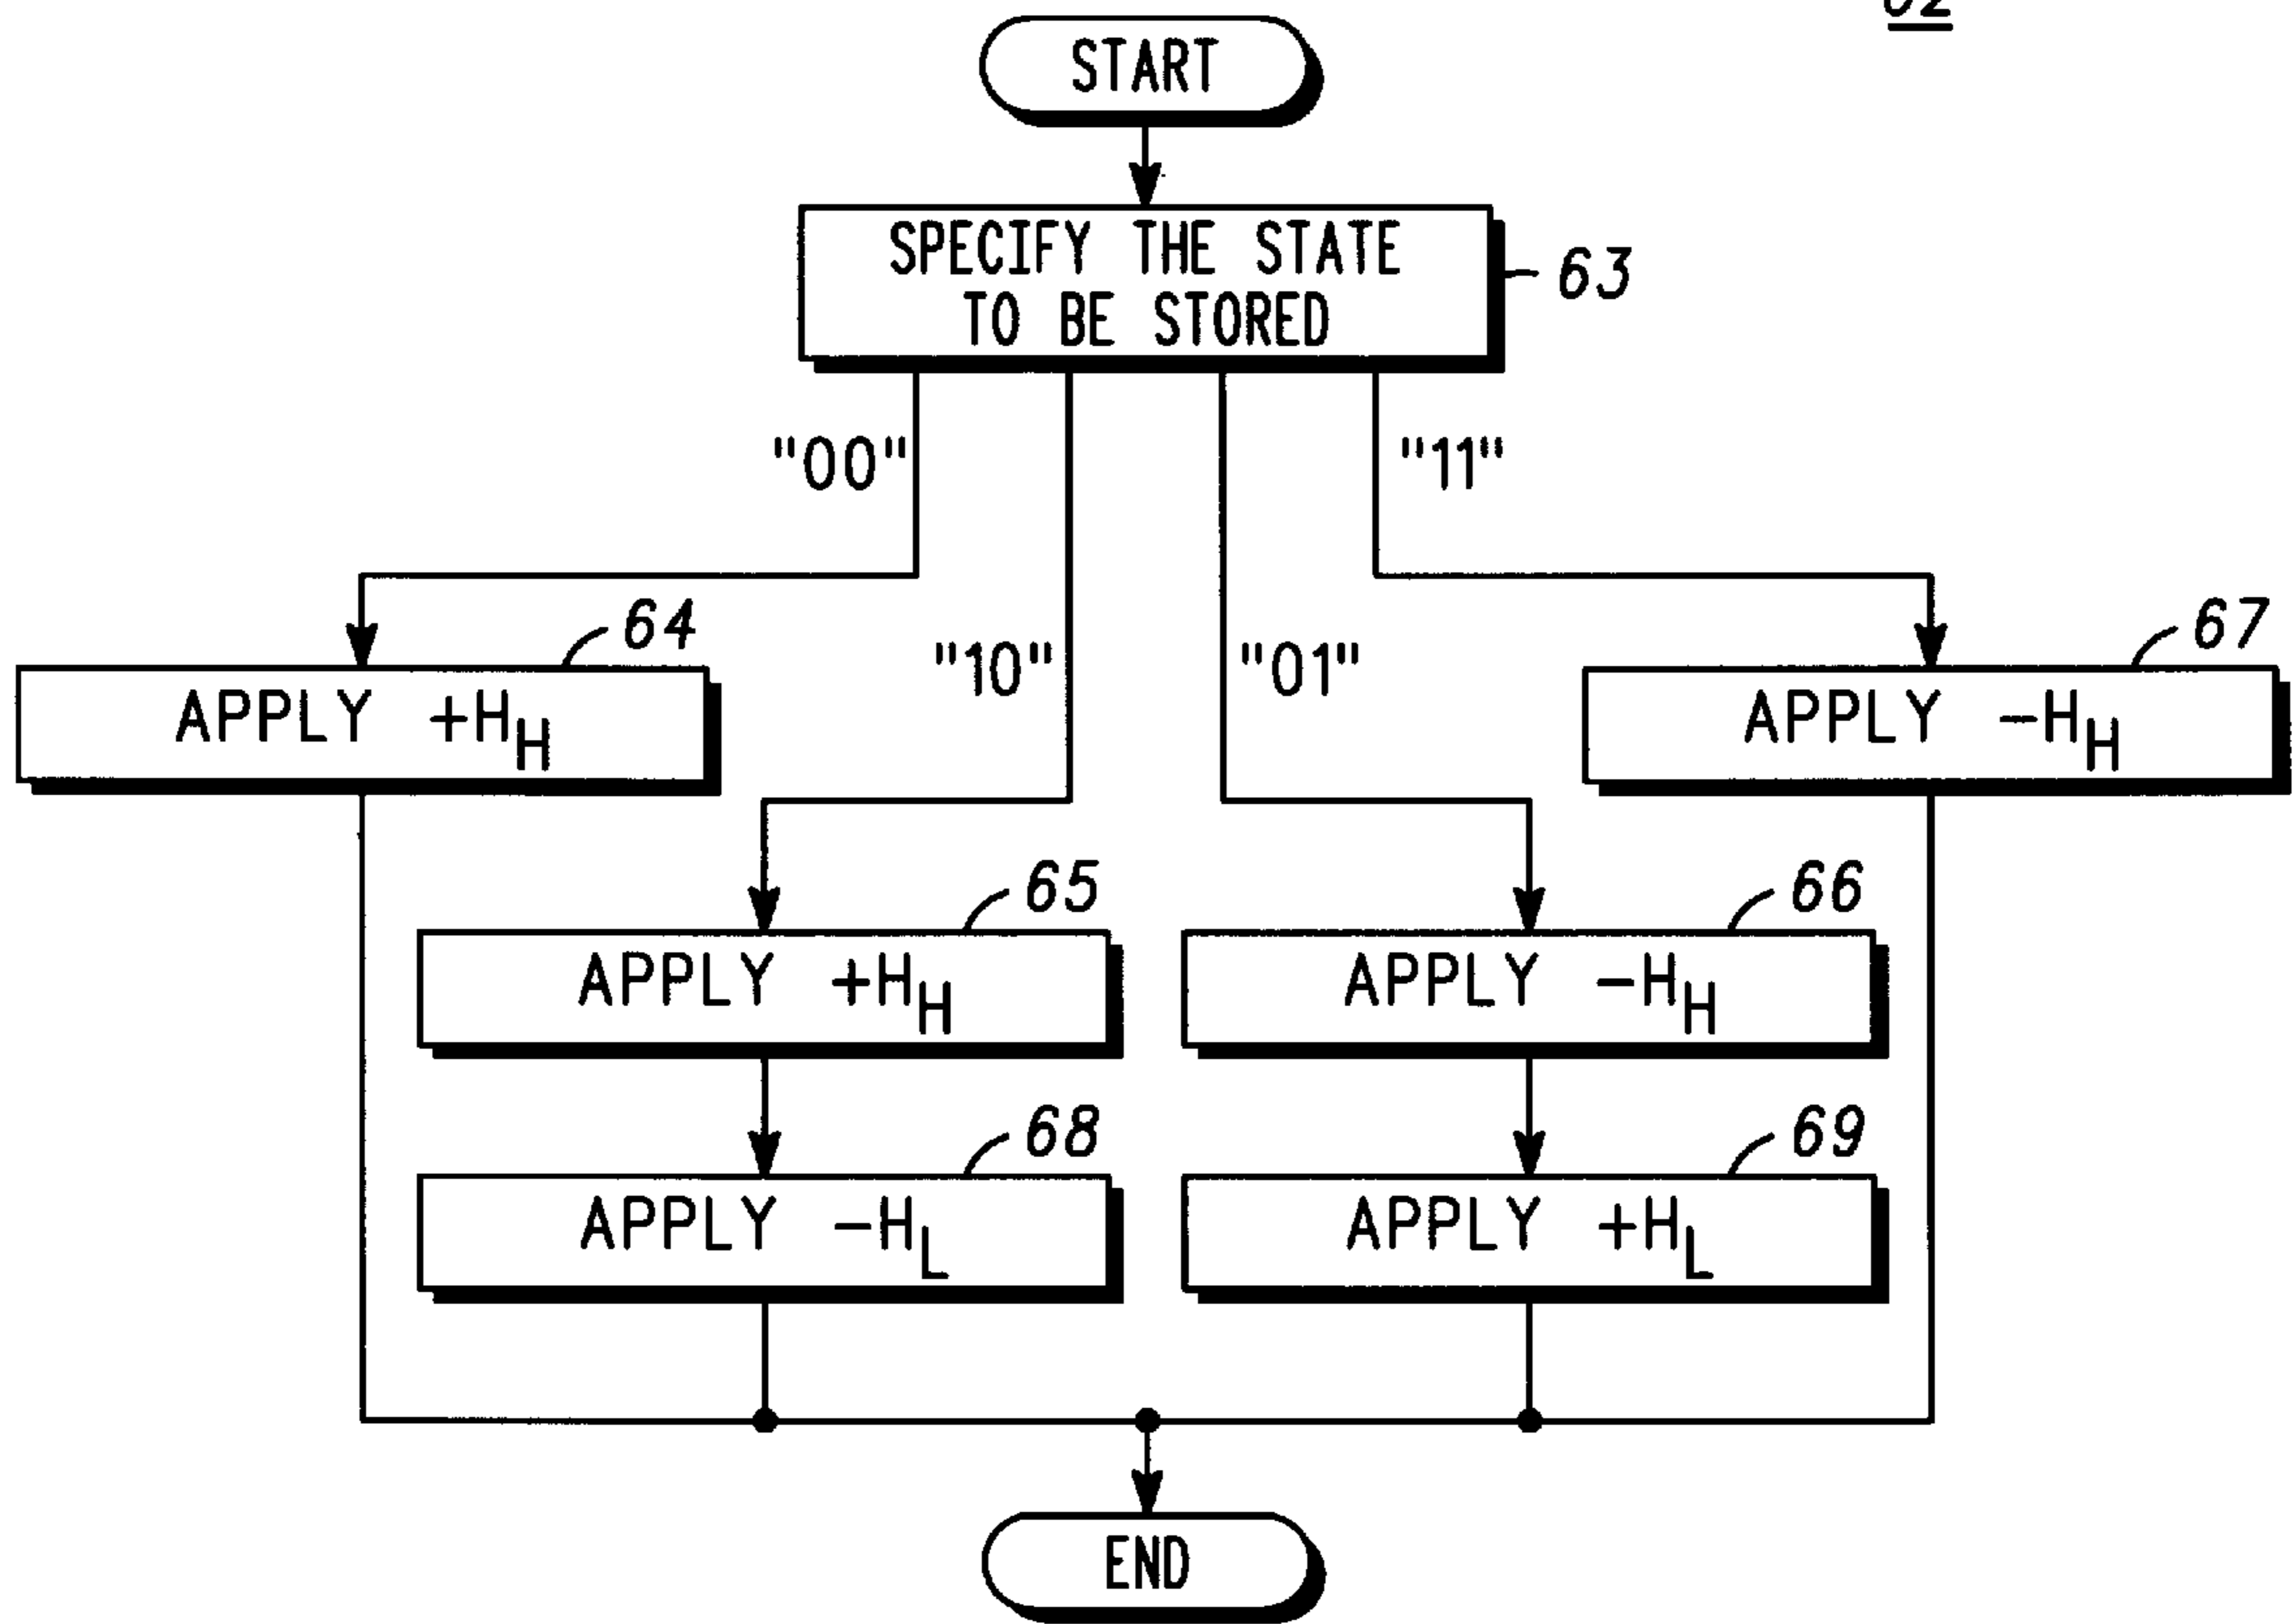 START
SPECIFY THE STATE
TO BE STORED
63
"00"
"11"
"10"
"01"
64
67
APPLY +HH
APPLY -HH
65
66
APPLY +HH
APPLY -HH
68
69
APPLY -HL
APPLY +HL
END